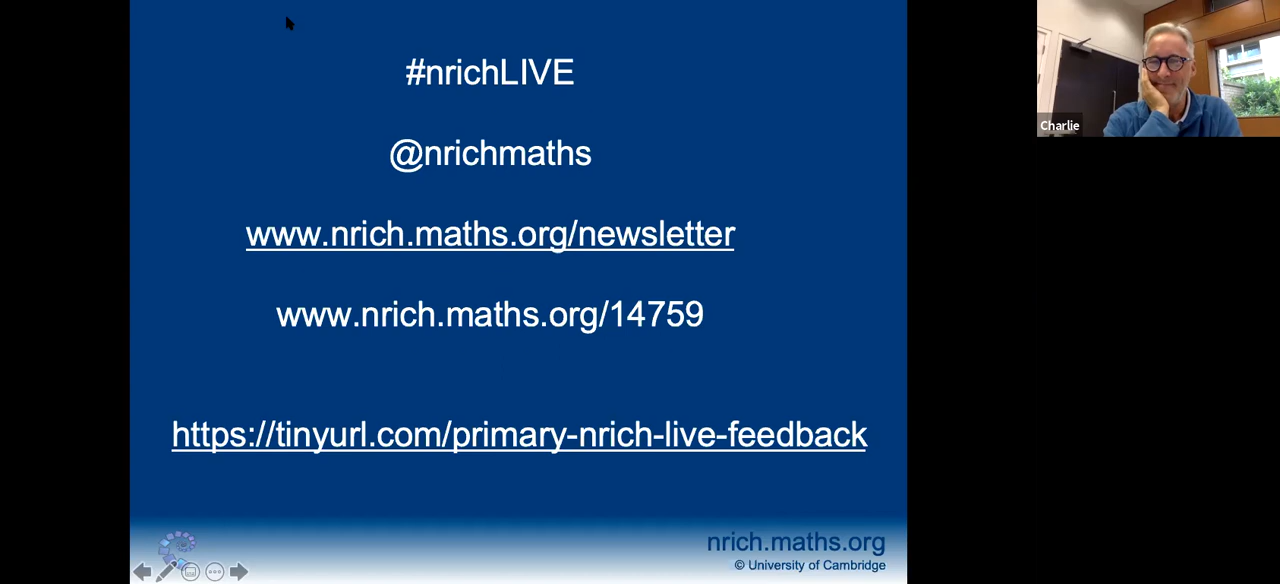 #nrichLIVE
@nrichmaths
www.nrich.maths.org/newsletter
www.nrich.maths.org/14759
https://tinyurl.com/primary-nrich-live-feedback
nrich.maths.org
© University of Cambridge
Charlie